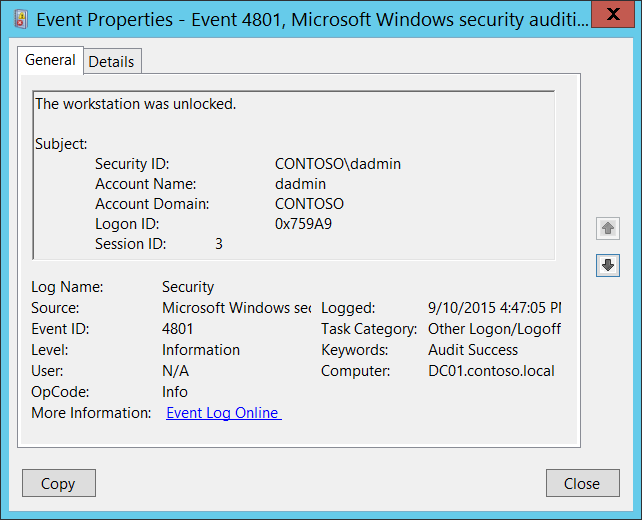 Event Properties - Event 4801, Microsoft Windows security auditi...
X
General Details
The workstation was unlocked.
Subject:
Security ID: CONTOSO\dadmin
Account Name: dadmin
Account Domain: CONTOSO
Logon ID: 0x759A9
Session ID: 3
Log Name: Security
Source: Microsoft Windows sec Logged: 9/10/2015 4:47:05 PM
Event ID: 4801 Task Category: Other Logon/Logoff
Level: Information Keywords: Audit Success
User: N/A Computer: DC01.contoso.local
OpCode: Info
More Information: Event Log Online
Copy Close